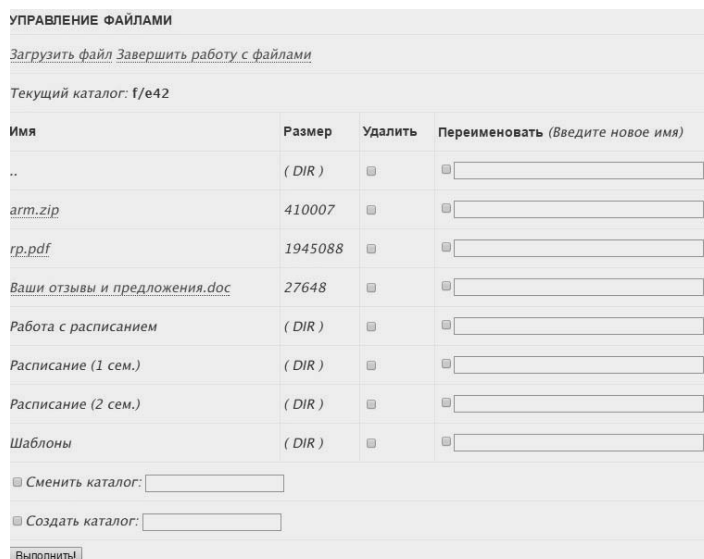 УПРАВЛЕНИЕ ФАЙЛАМИ
Загрузить файл Завершить работу с файлами
Текущий каталог: f/e42
Имя Размер Удалить Переименовать (Введите новое имя)
.. ( DIR )
arm.zip 410007
rp.pdf 1945088
Ваши отзывы и предложения.doc 27648
Работа с расписанием ( DIR )
Расписание (1 сем.) ( DIR )
Расписание (2 сем.) ( DIR )
Шаблоны ( DIR )
Сменить каталог:
Создать каталог:
Выполнить!